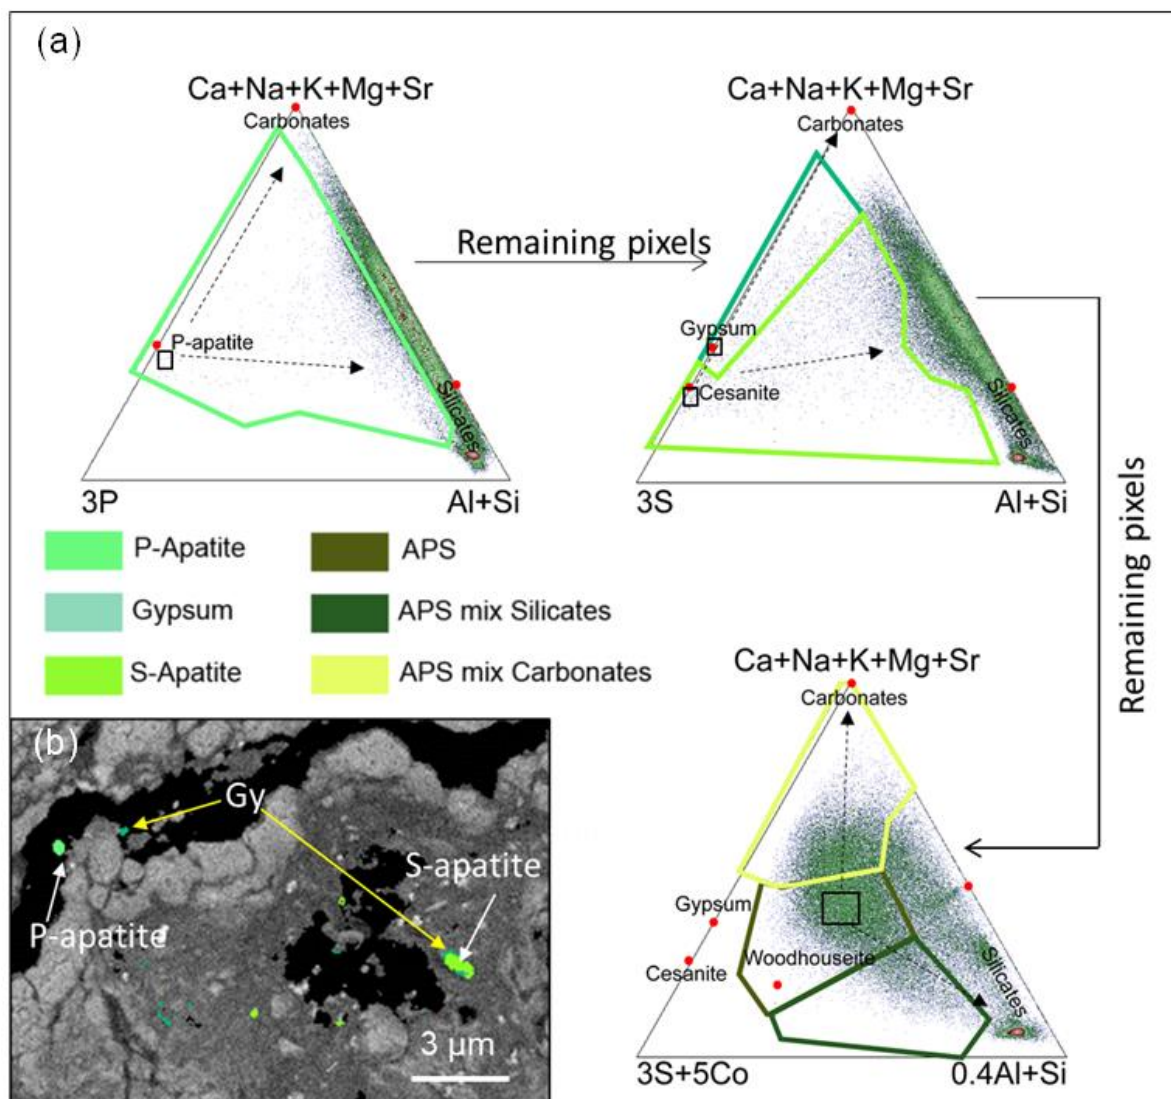 (a)
Ca+Na+K+Mg+Sr
Carbonates
P-apatite
Silicates
3P
Al+Si
Remaining pixels
Ca+Na+K+Mg+Sr
Carbonates
Gypsum
Cesanite
Silicates
3S
Al+Si
Remaining pixels
P-Apatite
Gypsum
S-Apatite
APS
APS mix Silicates
APS mix Carbonates
Ca+Na+K+Mg+Sr
Carbonates
Gypsum
Cesanite
Woodhouseite
Silicates
3S+5Co
0.4Al+Si
(b)
Gy
S-apatite
P-apatite
3 µm